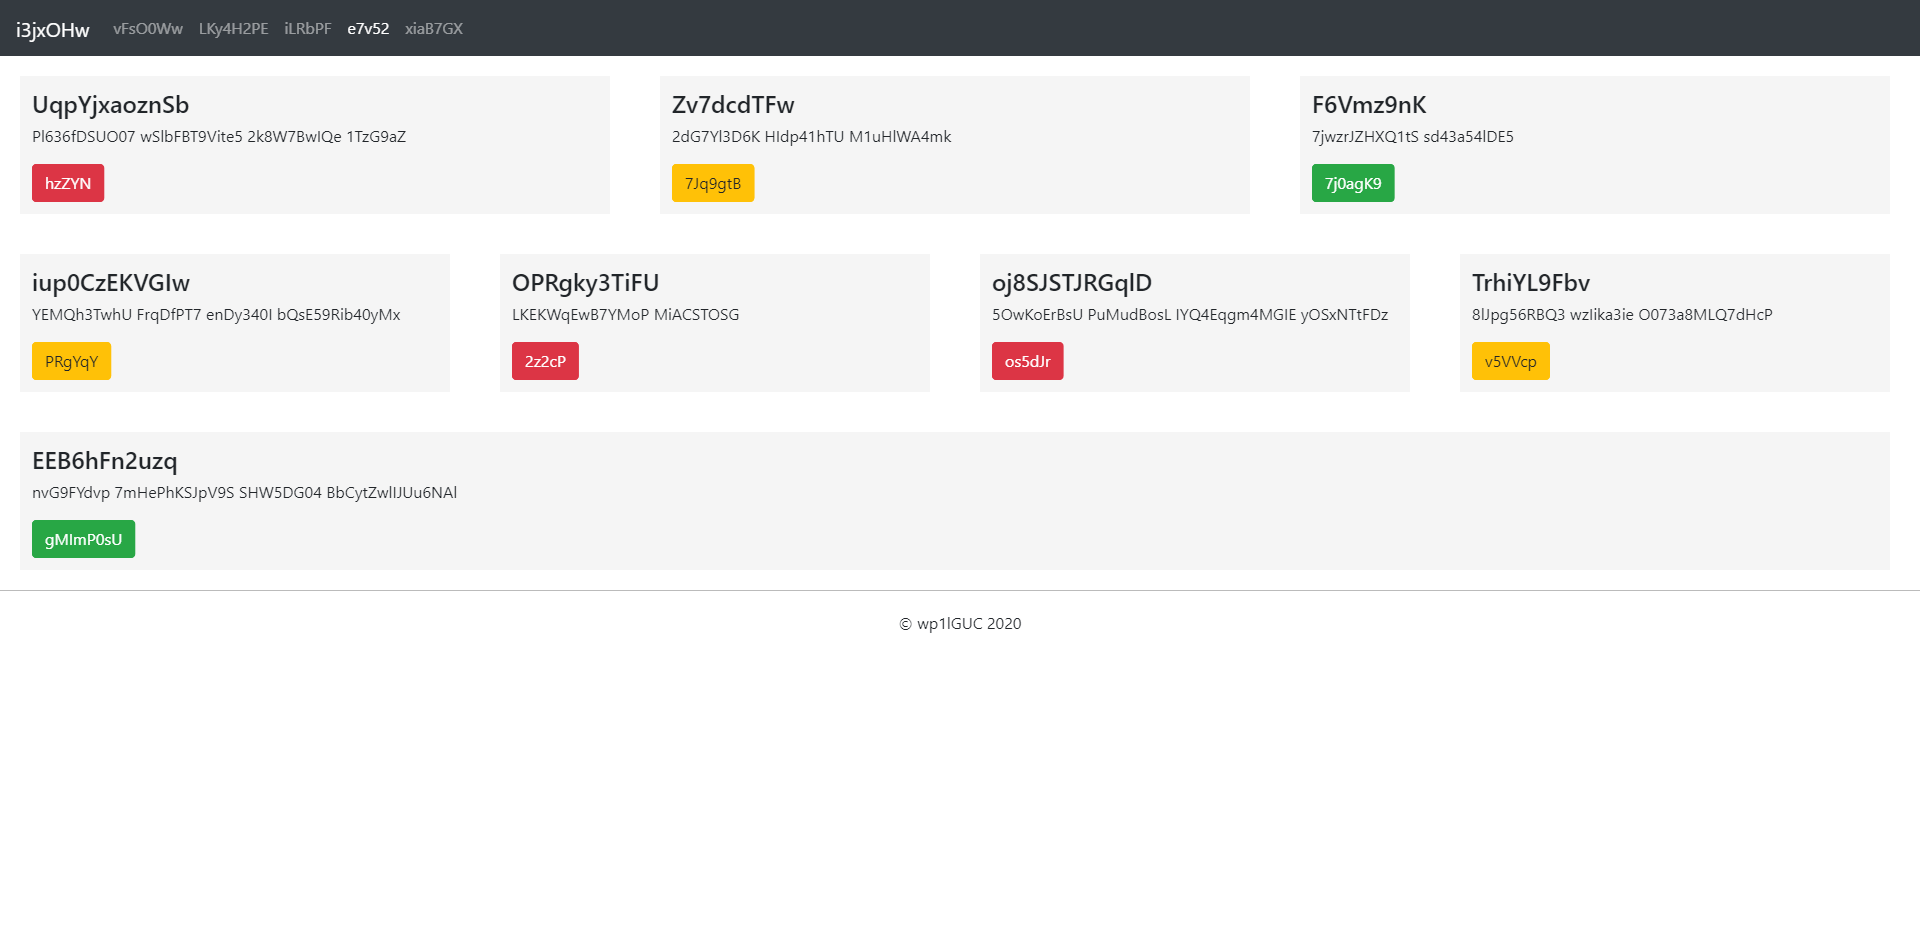 i3jxOHw vFsO0Ww LKy4H2PE iLRbPF e7v52 xiaB7GX
UqpYjxaoznSb
Pl636fDSUO07 wSlbFBT9Vite5 2k8W7BwIQe 1TzG9aZ
hzZYN
Zv7dcdTFw
2dG7Yl3D6K HIdp41hTU M1uHlWA4mk
7Jq9gtB
F6Vmz9nK
7jwzrJZHXQ1tS sd43a54lDE5
7j0agK9
iup0CzEKVGIw
YEMQh3TwhU FrqDfPT7 enDy340I bQsE59Rib40yMx
PRgYqY
OPRgky3TiFU
LKEKWqEwB7YMoP MiACSTOSG
2z2cP
oj8SJSTJRGqlD
5OwKoErBsU PuMudBosL IYQ4Eqgm4MGIE yOSxNTtFDz
os5dJr
TrhiYL9Fbv
8lJpg56RBQ3 wzIika3ie O073a8MLQ7dHcP
v5VVcp
EEB6hFn2uzq
nvG9FYdvp 7mHePhKSJpV9S SHW5DG04 BbCytZwlIJUu6NAl
gMImP0sU
© wp1lGUC 2020